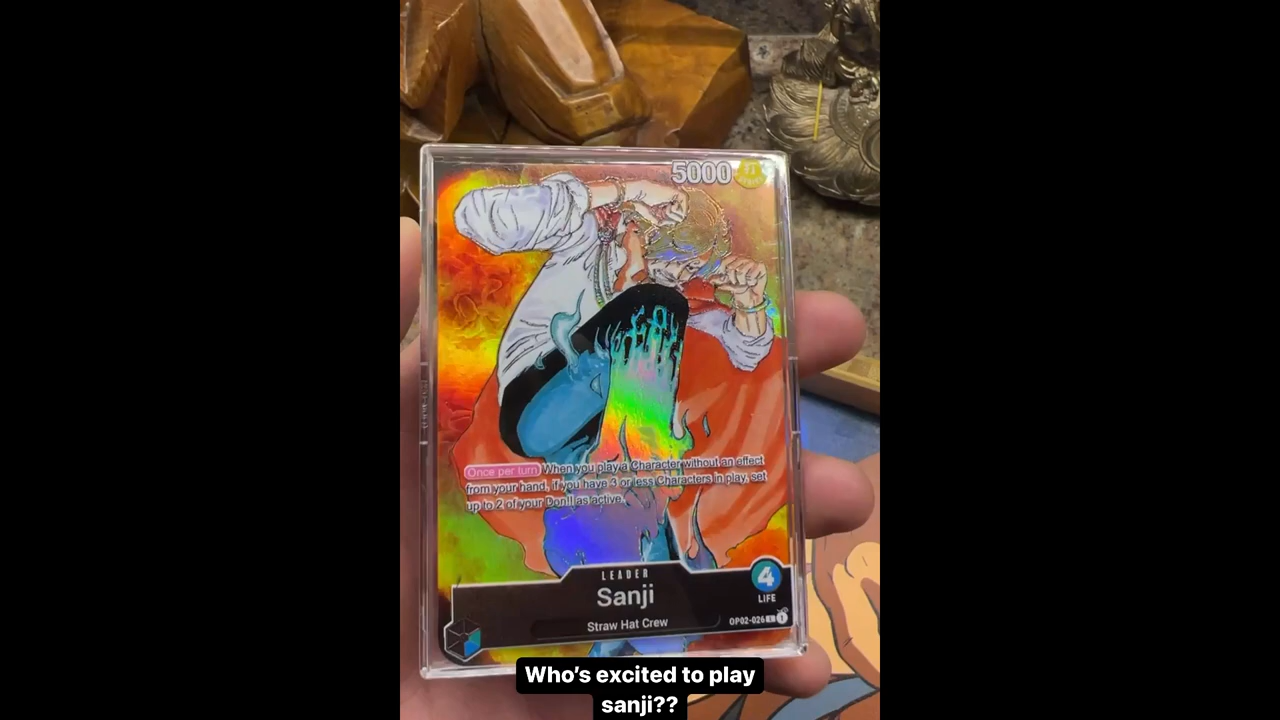 5000
Once per turn When you play a Character without an effect
from your hand, if you have 3 or less Characters in play, set
up to 2 of your Don!! as active.
LEADER
Sanji
4
LIFE
Straw Hat Crew
OP02-026 L 1
Who's excited to play
sanji??